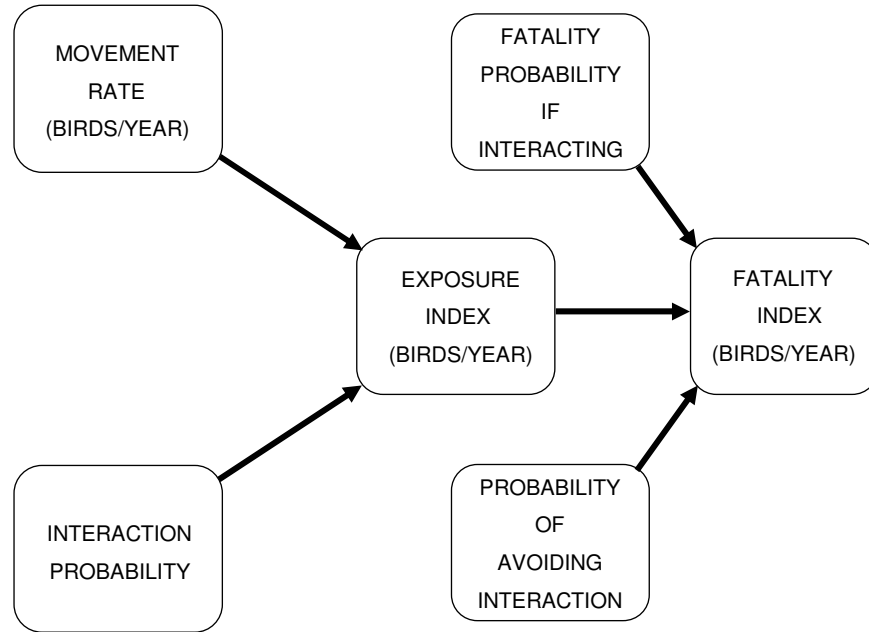 MOVEMENT
RATE
(BIRDS/YEAR)
FATALITY
PROBABILITY
IF
INTERACTING
EXPOSURE
INDEX
(BIRDS/YEAR)
FATALITY
INDEX
(BIRDS/YEAR)
INTERACTION
PROBABILITY
PROBABILITY
OF
AVOIDING
INTERACTION